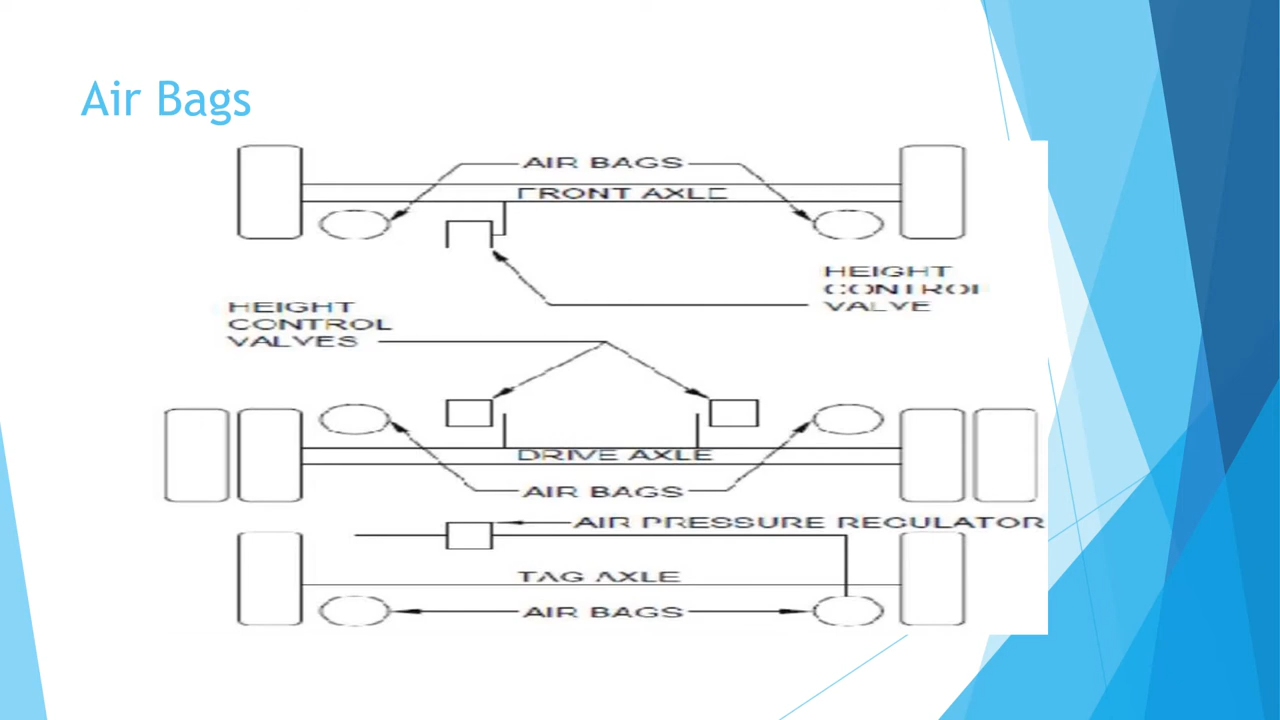 Air Bags
AIR BAGS
FRONT AXLE
HEIGHT
CONTROL
VALVE
HEIGHT
CONTROL
VALVES
DRIVE AXLE
AIR BAGS
AIR PRESSURE REGULATOR
TAG AXLE
AIR BAGS